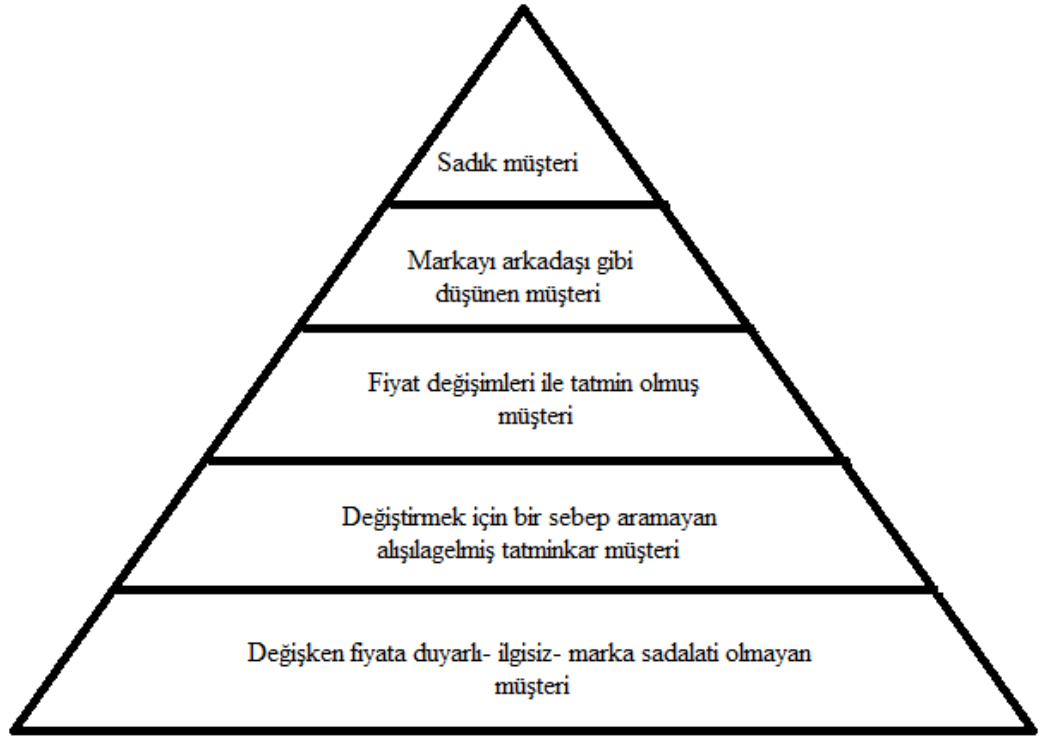 Sadık müşteri
Markayı arkadaşı gibi
düşünen müşteri
Fiyat değişimleri ile tatmin olmuş
müşteri
Değiştirmek için bir sebep aramayan
alışılagelmiş tatminkar müşteri
Değişken fiyata duyarlı- ilgisiz- marka sadalati olmayan
müşteri